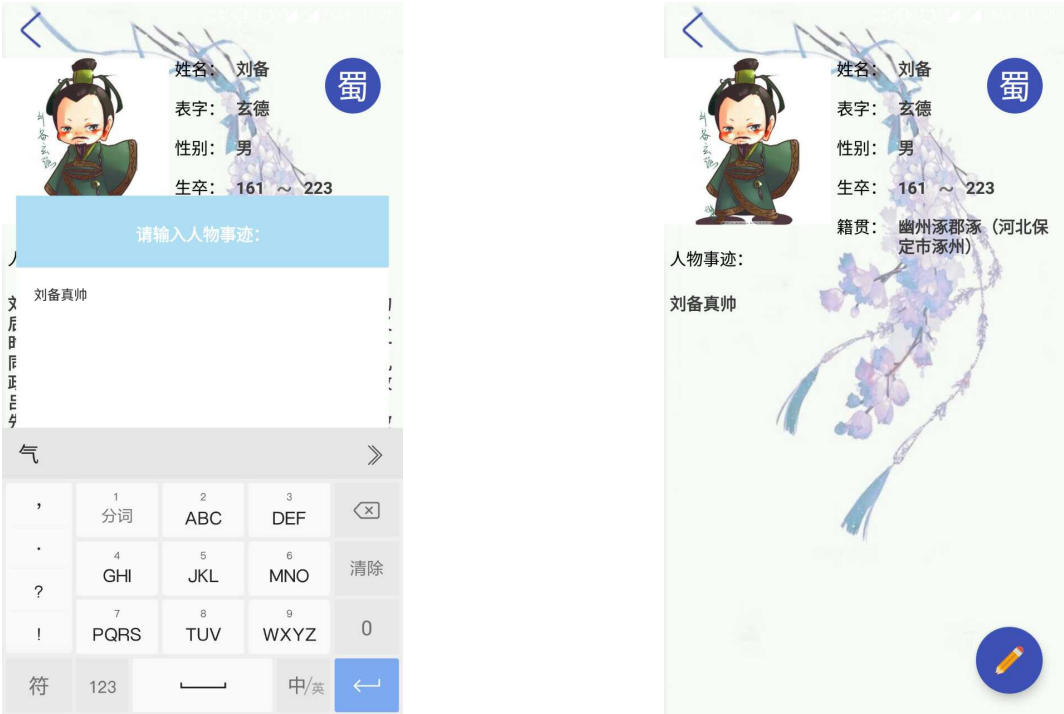 姓名： 刘备
蜀
表字： 玄德
性别： 男
生卒： 161 ～ 223
请输入人物事迹：
刘备真帅
气
，
分词
1
ABC
2
DEF
3
.
GHI
4
JKL
5
MNO
6
清除
?
PQRS
7
TUV
8
WXYZ
9
0
!
符
123
中/英
姓名： 刘备
蜀
表字： 玄德
性别： 男
生卒： 161 ～ 223
籍贯： 幽州涿郡涿（河北保
定市涿州）
人物事迹：
刘备真帅